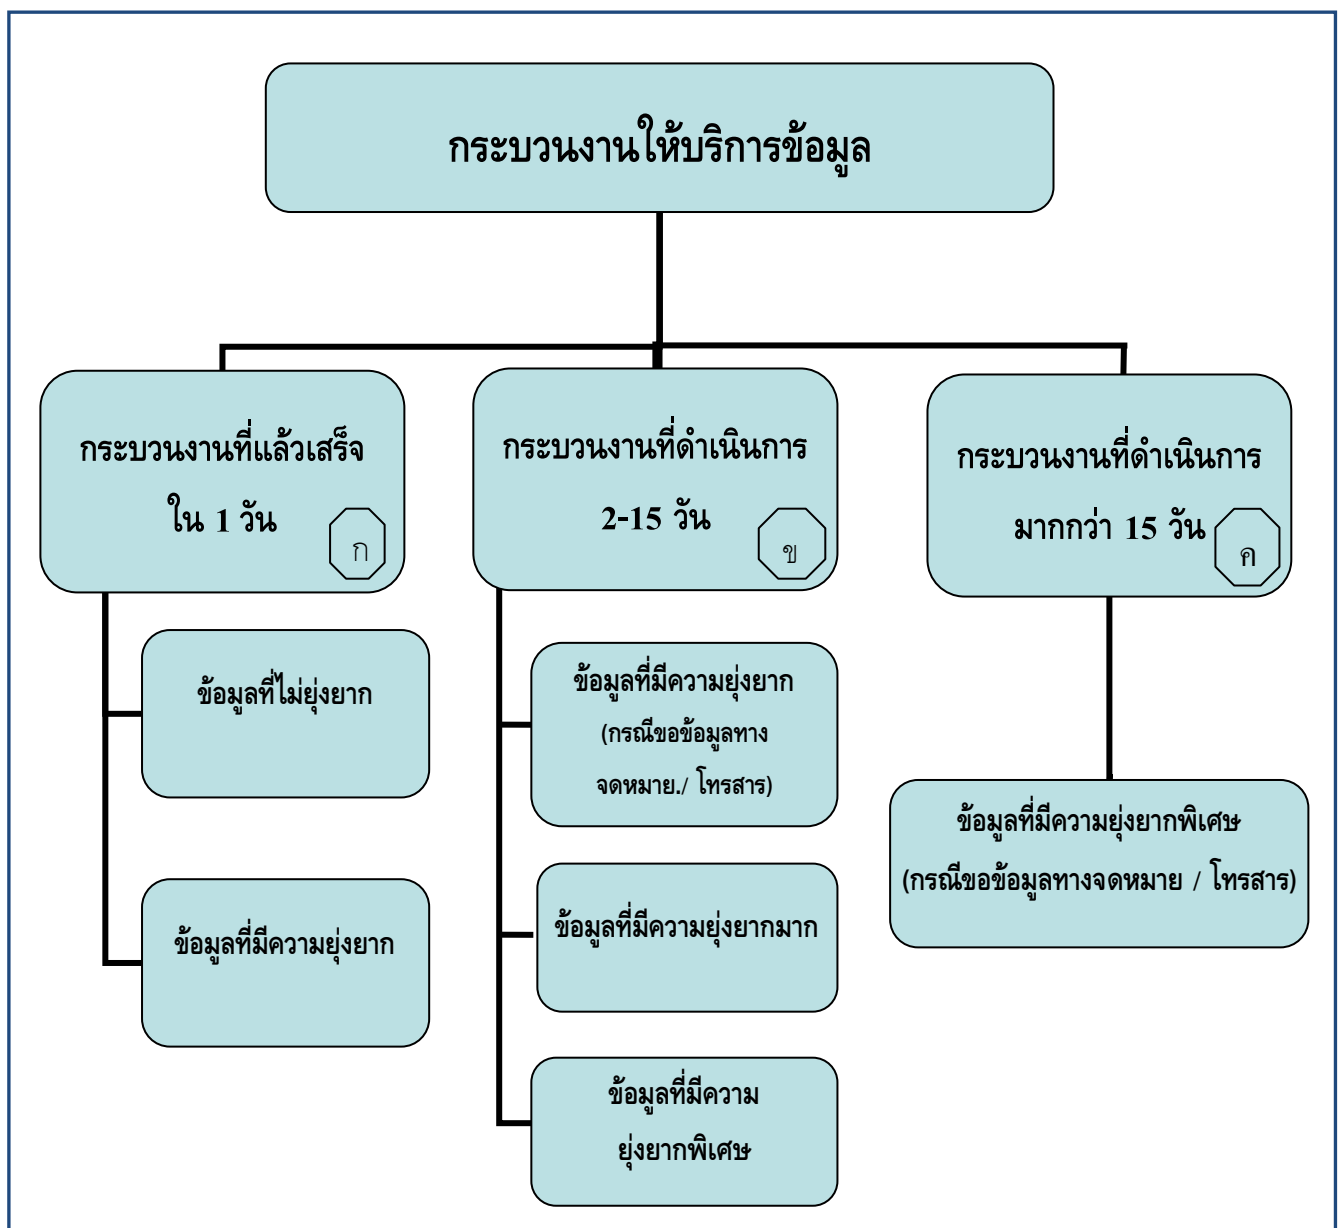 กระบวนงานให้บริการข้อมูล
กระบวนงานที่แล้วเสร็จ
ใน 1 วัน
ก
กระบวนงานที่ดำเนินการ
2-15 วัน
ข
กระบวนงานที่ดำเนินการ
มากกว่า 15 วัน
ค
ข้อมูลที่ไม่ยุ่งยาก
ข้อมูลที่มีความยุ่งยาก
ข้อมูลที่มีความยุ่งยาก
(กรณีขอข้อมูลทาง
จดหมาย./ โทรสาร)
ข้อมูลที่มีความยุ่งยากมาก
ข้อมูลที่มีความ
ยุ่งยากพิเศษ
ข้อมูลที่มีความยุ่งยากพิเศษ
(กรณีขอข้อมูลทางจดหมาย / โทรสาร)